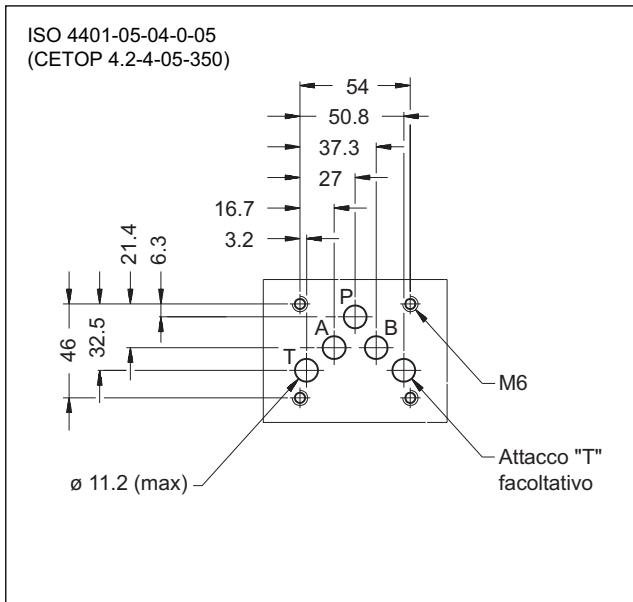 ISO 4401-05-04-0-05
(CETOP 4.2-4-05-350)
54
50.8
37.3
27
16.7
3.2
21.4
6.3
46
32.5
P
A
B
T
M6
ø 11.2 (max)
Attacco "T"
facoltativo